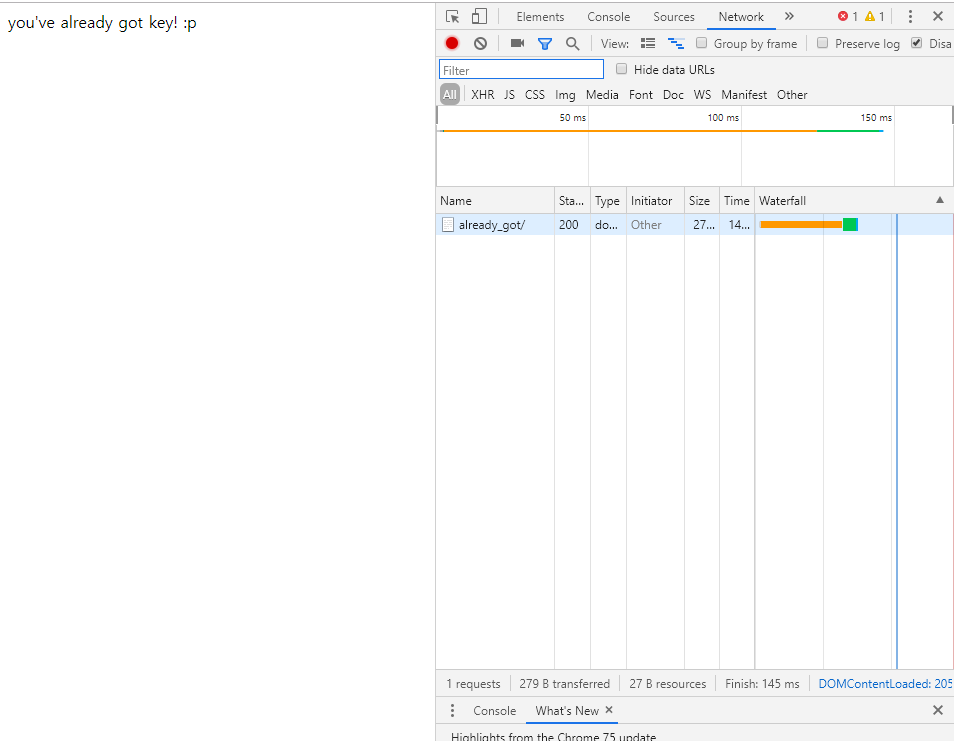 you've already got key! :p
Elements Console Sources Network » 1 1
View: Group by frame Preserve log Disa
Filter Hide data URLs
All XHR JS CSS Img Media Font Doc WS Manifest Other
50 ms 100 ms 150 ms
Name Sta... Type Initiator Size Time Waterfall
already_got/ 200 do... Other 27... 14...
1 requests 279 B transferred 27 B resources Finish: 145 ms DOMContentLoaded: 205
Console What's New ×
Highlights from the Chrome 75 update